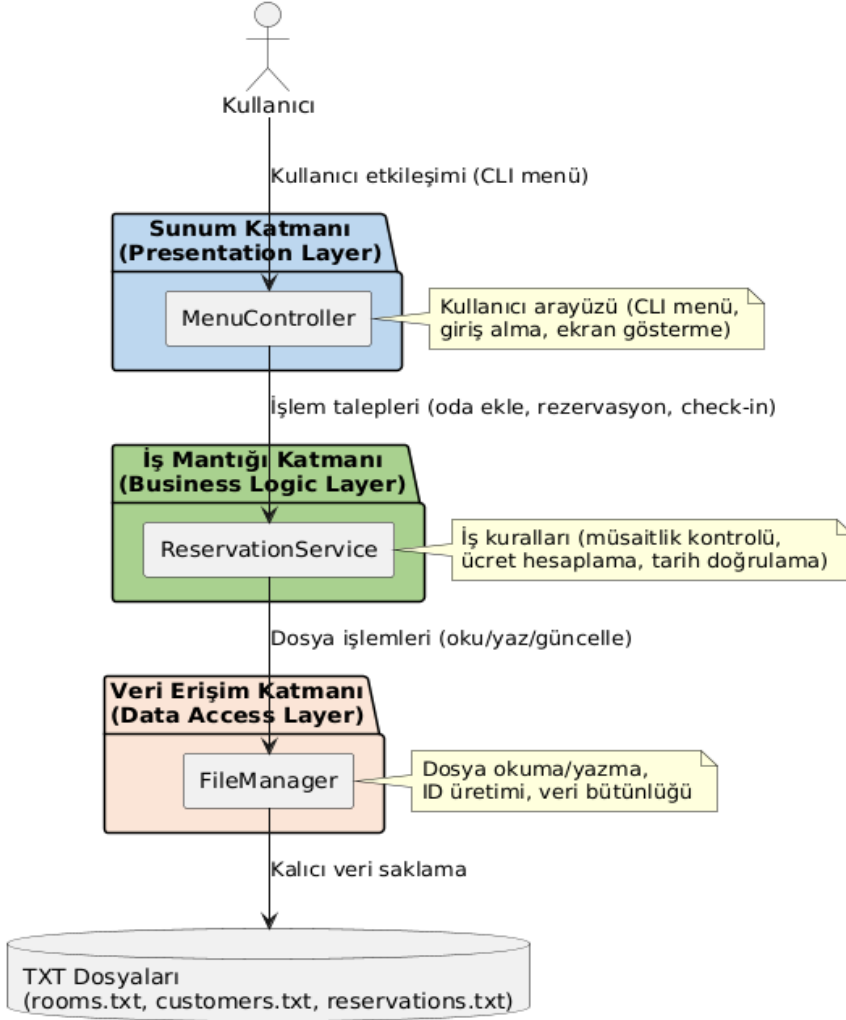 Kullanıcı
Kullanıcı etkileşimi (CLI menü)
Sunum Katmanı
(Presentation Layer)
MenuController
Kullanıcı arayüzü (CLI menü,
giriş alma, ekran gösterme)
İşlem talepleri (oda ekle, rezervasyon, check-in)
İş Mantığı Katmanı
(Business Logic Layer)
ReservationService
İş kuralları (müsaitlik kontrolü,
ücret hesaplama, tarih doğrulama)
Dosya işlemleri (oku/yaz/güncelle)
Veri Erişim Katmanı
(Data Access Layer)
FileManager
Dosya okuma/yazma,
ID üretimi, veri bütünlüğü
Kalıcı veri saklama
TXT Dosyaları
(rooms.txt, customers.txt, reservations.txt)